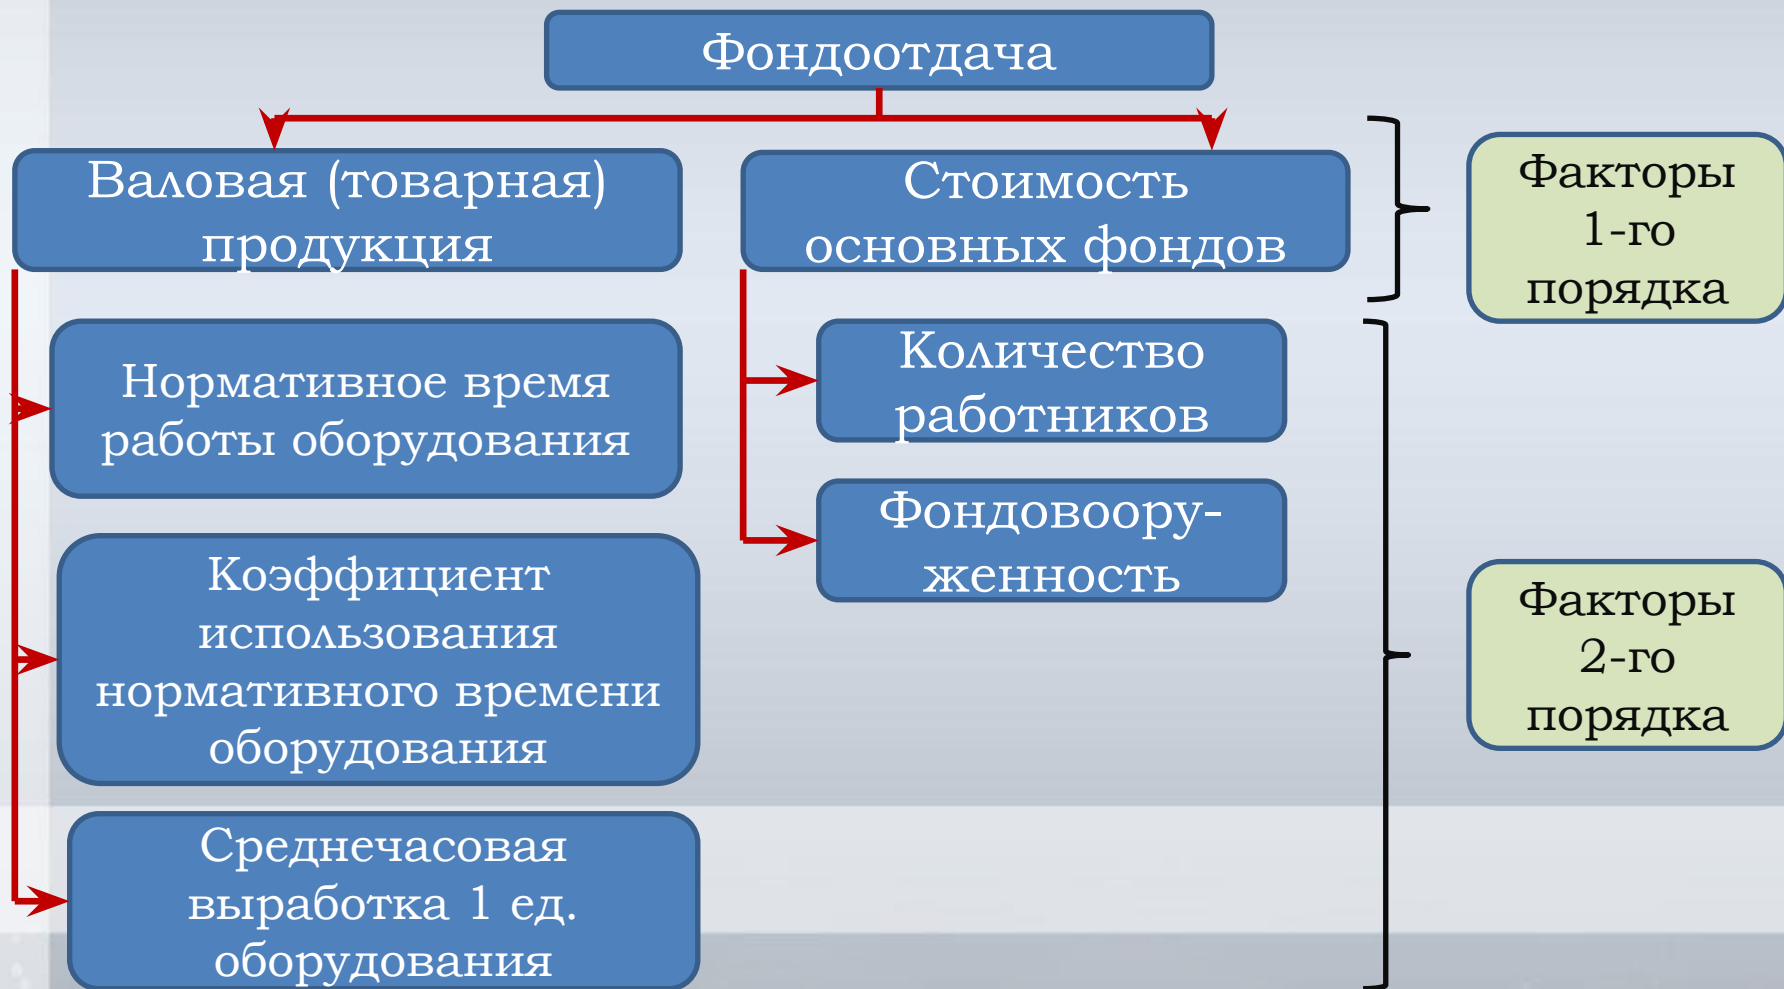 Фондоотдача
Валовая (товарная)
продукция
Стоимость
основных фондов
Факторы
1-го
порядка
Нормативное время
работы оборудования
Количество
работников
Фондовоору-
женность
Коэффициент
использования
нормативного времени
оборудования
Факторы
2-го
порядка
Среднечасовая
выработка 1 ед.
оборудования